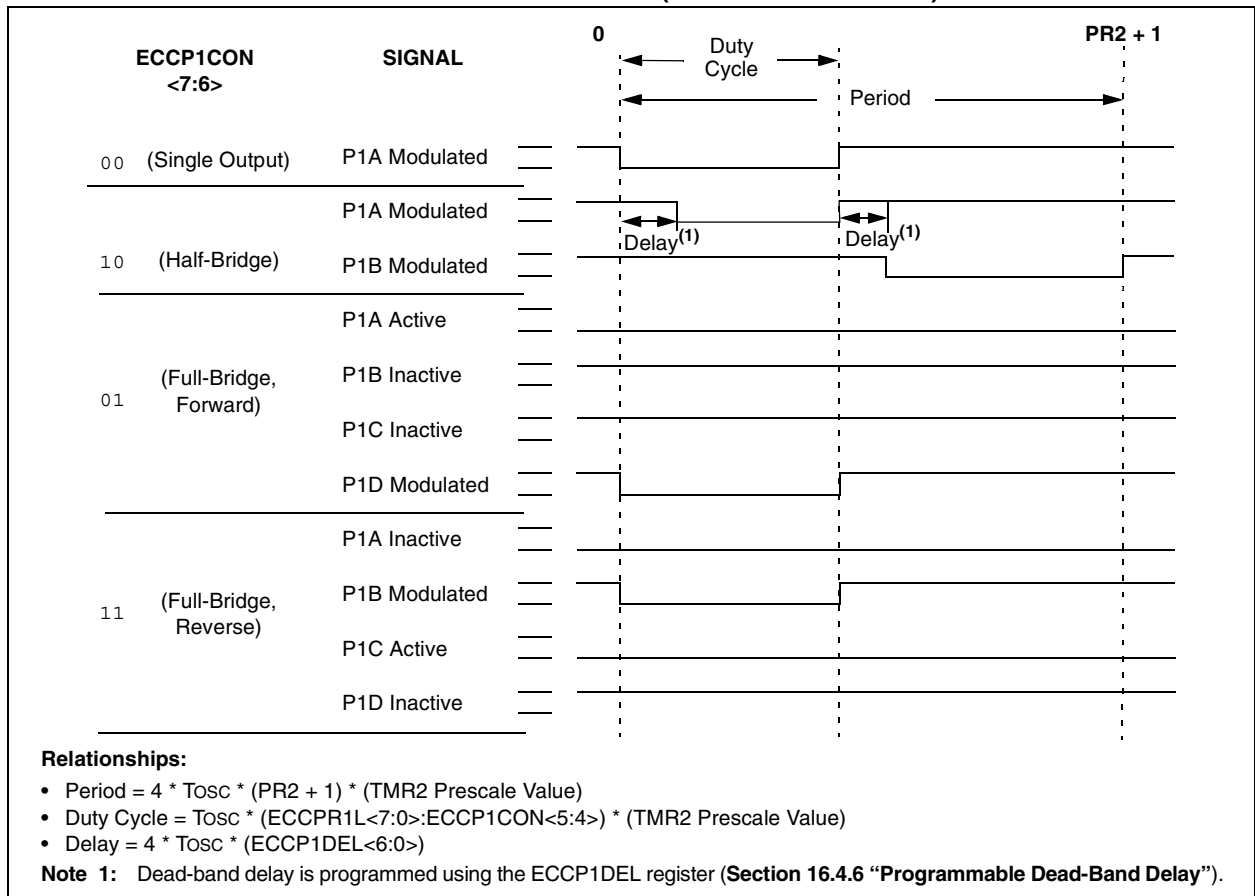 0
PR2 + 1
Duty
Cycle
ECCP1CON
<7:6>
SIGNAL
Period
00 (Single Output) P1A Modulated
P1A Modulated
Delay(1) Delay(1)
10 (Half-Bridge) P1B Modulated
P1A Active
P1B Inactive
01 (Full-Bridge,
Forward)
P1C Inactive
P1D Modulated
P1A Inactive
P1B Modulated
11 (Full-Bridge,
Reverse)
P1C Active
P1D Inactive
Relationships:
• Period = 4 * TOSC * (PR2 + 1) * (TMR2 Prescale Value)
• Duty Cycle = TOSC * (ECCPR1L<7:0>:ECCP1CON<5:4>) * (TMR2 Prescale Value)
• Delay = 4 * TOSC * (ECCP1DEL<6:0>)
Note 1: Dead-band delay is programmed using the ECCP1DEL register (Section 16.4.6 “Programmable Dead-Band Delay”).